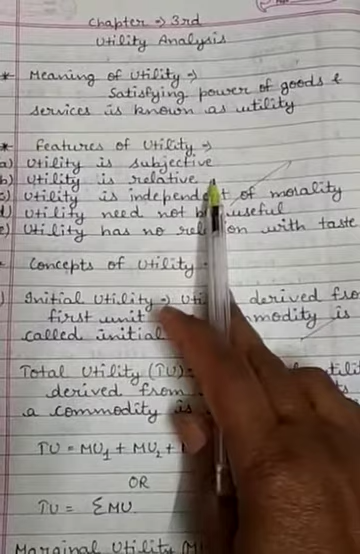 Chapter => 3rd
Utility Analysis
* Meaning of Utility =>
Satisfying power of goods &
services is known as utility
* Features of Utility =>
a) Utility is subjective
b) Utility is relative
c) Utility is independent of morality
d) Utility need not be useful
e) Utility has no relation with taste
Concepts of Utility
Initial Utility => derived from
first unit commodity is
called initial
Total Utility (TU)
derived from
a commodity is
TU = MU₁ + MU₂ +
OR
TU = ΣMU
Marginal Utility (M